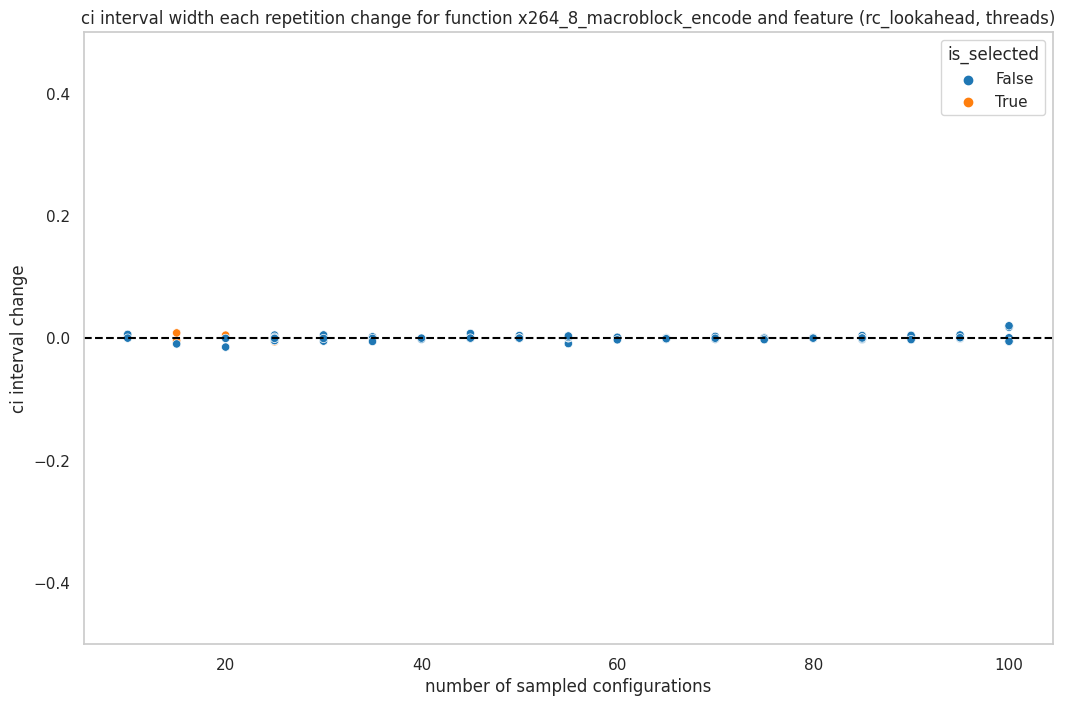 ci interval width each repetition change for function x264_8_macroblock_encode and feature (rc_lookahead, threads)
is_selected
False
True
0.4
0.2
0.0
−0.2
−0.4
ci interval change
20
40
60
80
100
number of sampled configurations